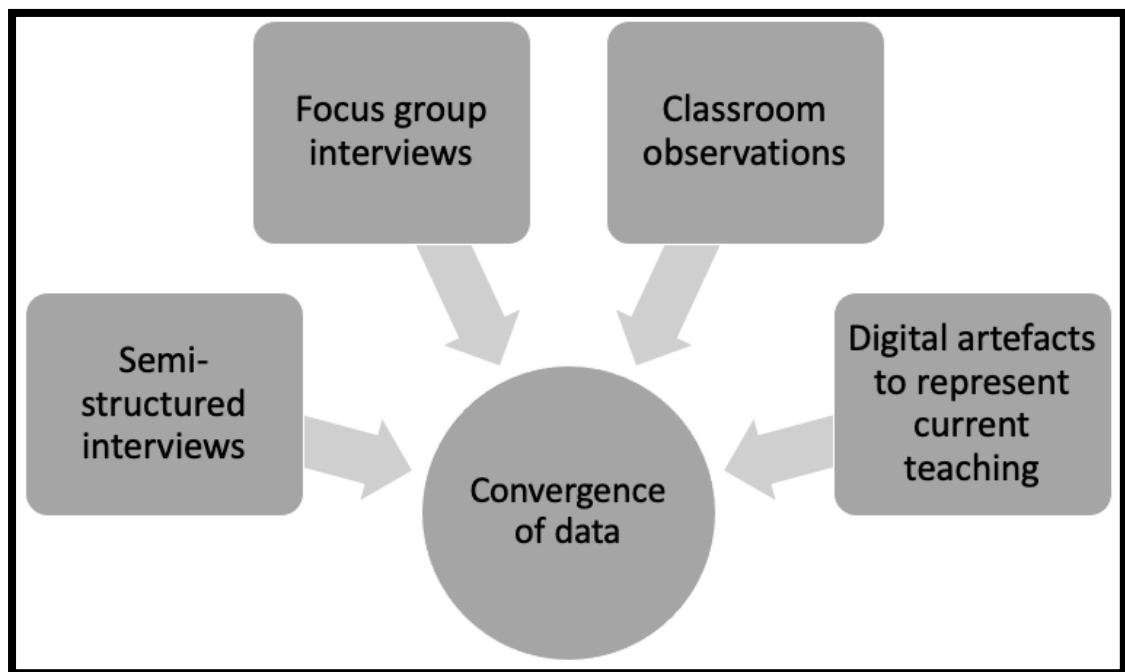 Focus group
interviews
Classroom
observations
Semi-
structured
interviews
Digital artefacts
to represent
current
teaching
Convergence
of data